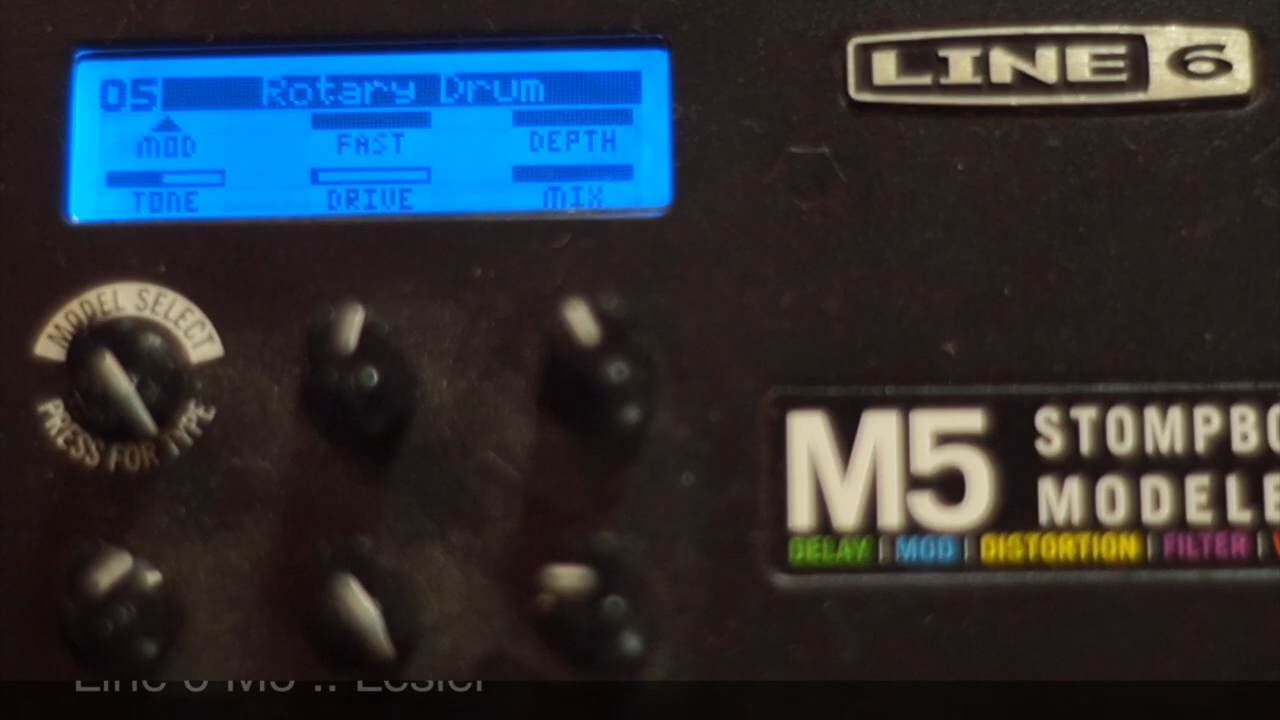 05 Rotary Drum
MOD FAST DEPTH
TONE DRIVE MIX
LINE 6
MODEL SELECT
PRESS FOR TYPE
M5 STOMPBO
MODELE
DELAY | MOD | DISTORTION | FILTER |